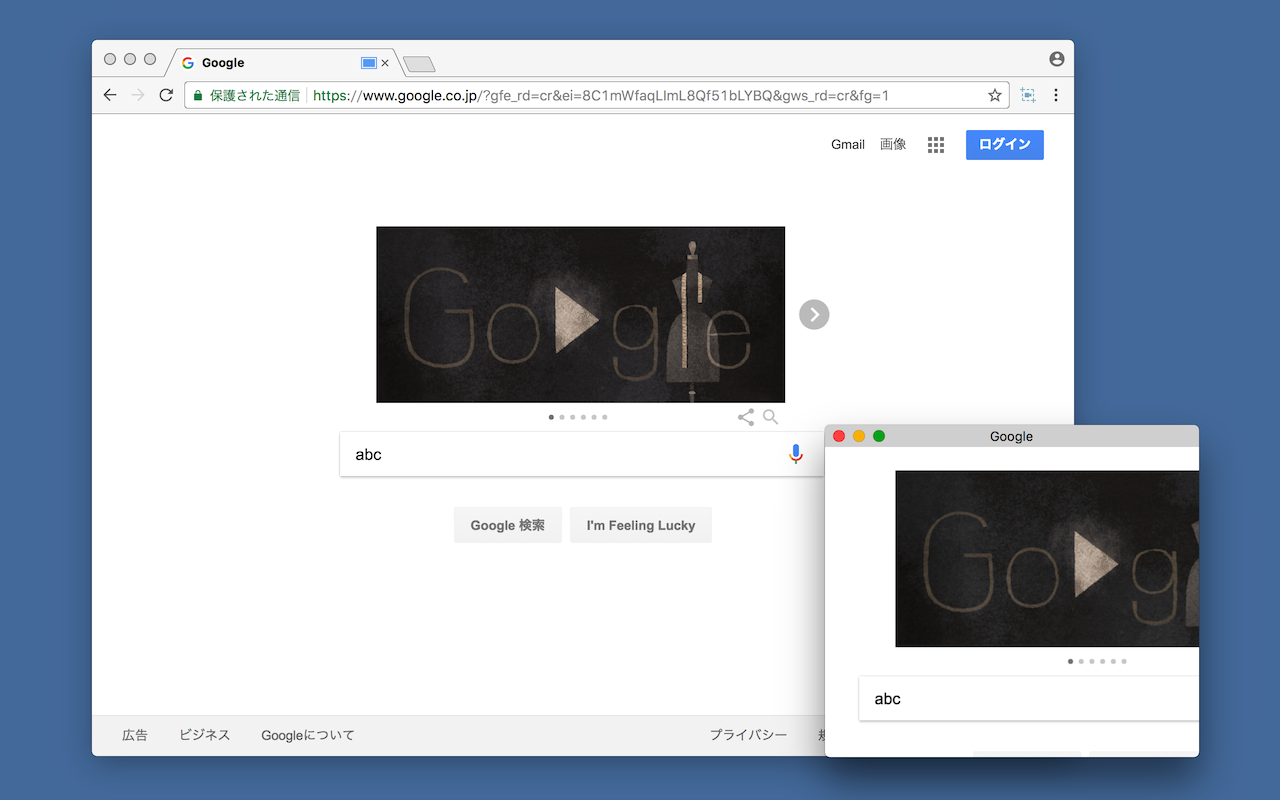 Google
保護された通信 https://www.google.co.jp/?gfe_rd=cr&ei=8C1mWfaqLImL8Qf51bLYBQ&gws_rd=cr&fg=1
Gmail 画像 ログイン
Google
abc
Google 検索 I'm Feeling Lucky
広告 ビジネス Googleについて プライバシー 規
Google
Gog
abc